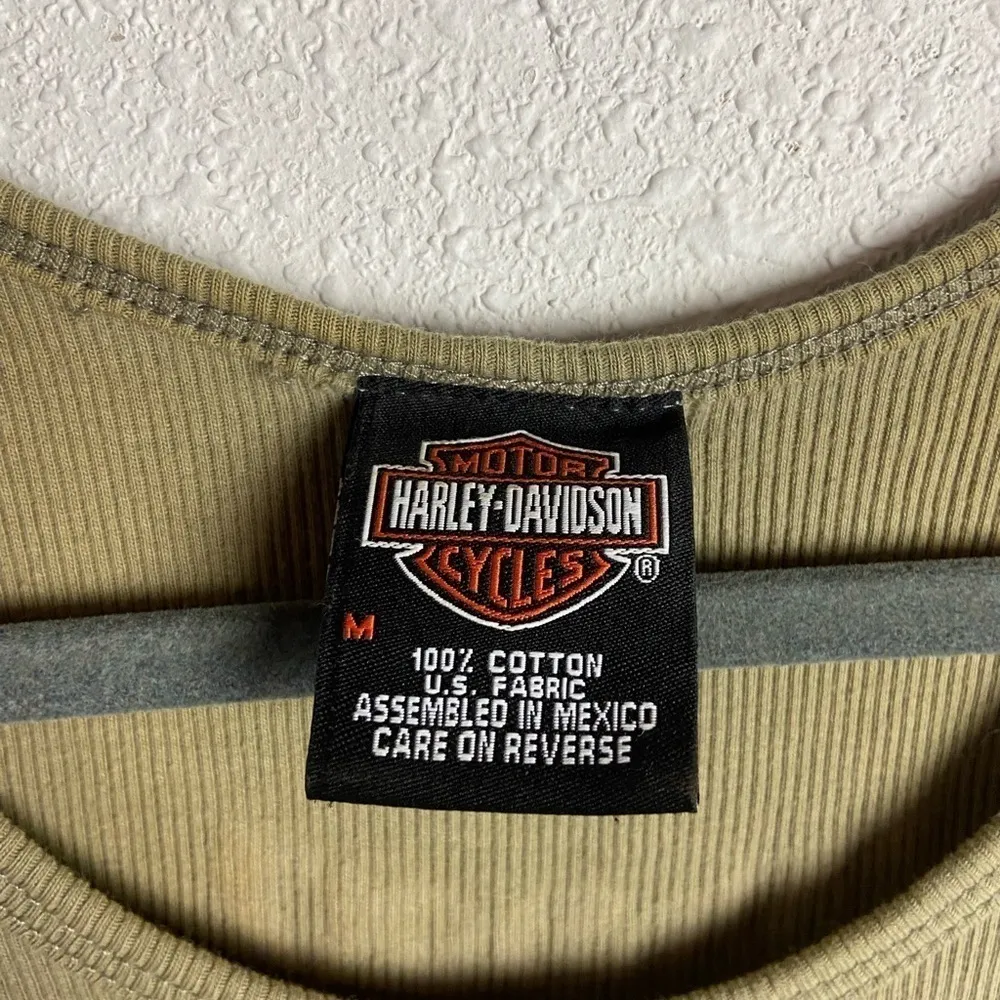 MOTOR
HARLEY-DAVIDSON
CYCLES
®
M
100% COTTON
U.S. FABRIC
ASSEMBLED IN MEXICO
CARE ON REVERSE